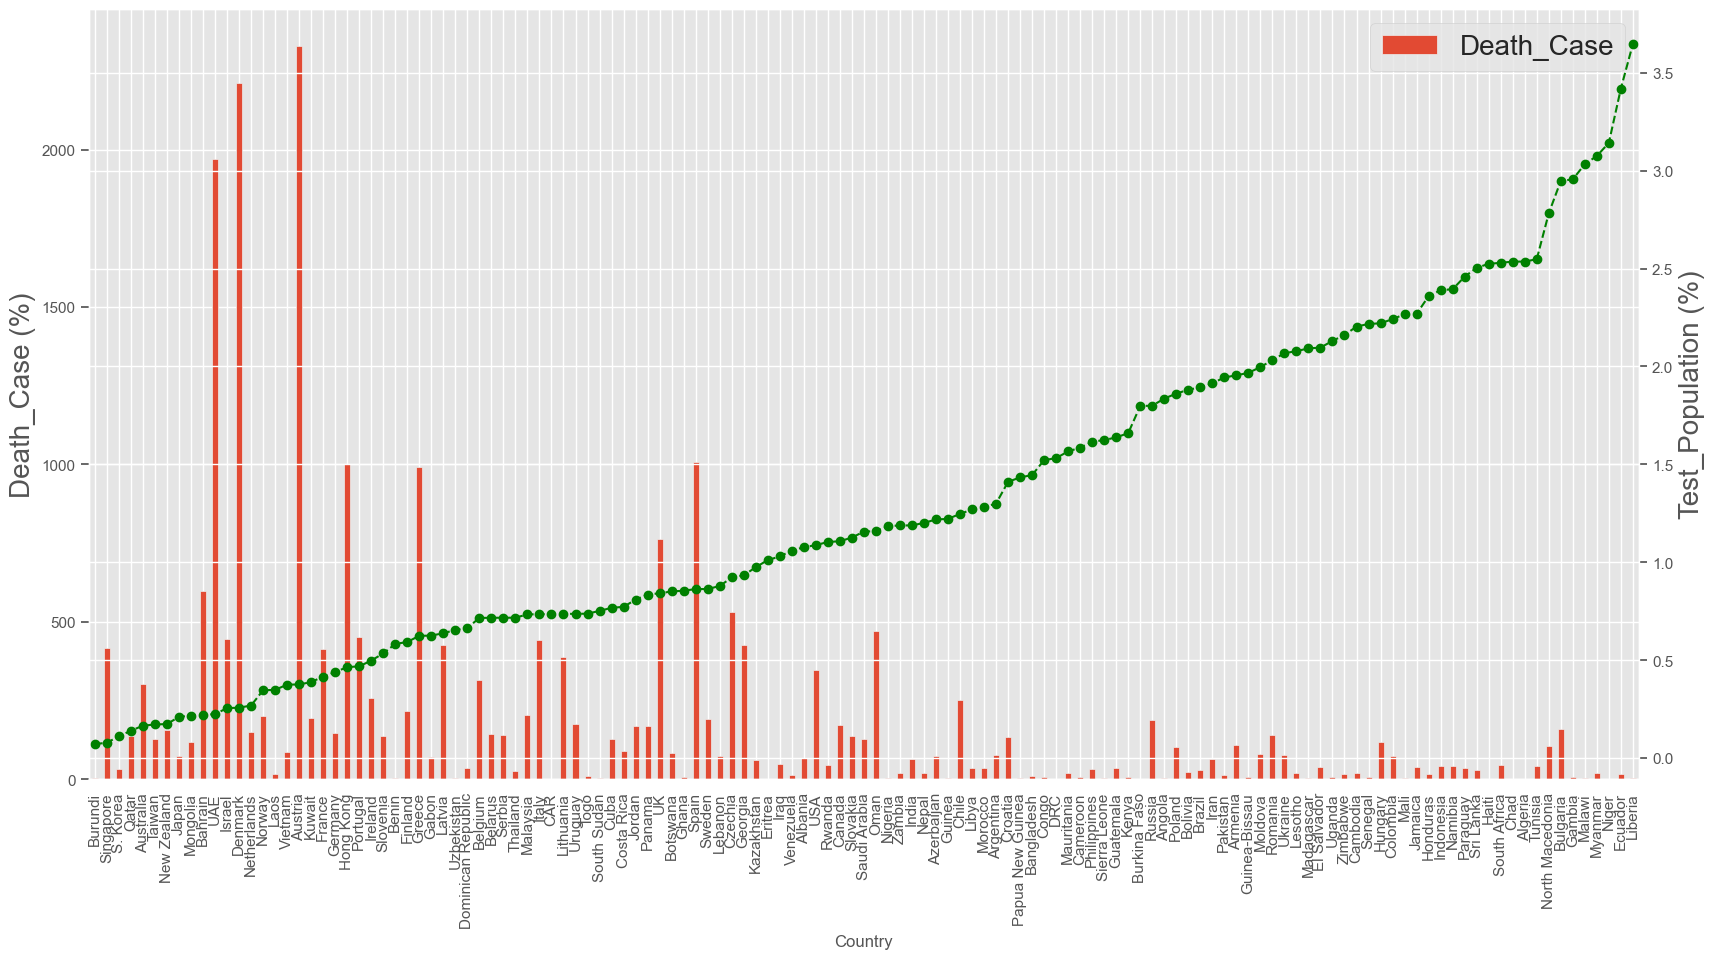 Death_Case
2000
1500
1000
500
0
Death_Case (%)
3.5
3.0
2.5
2.0
1.5
1.0
0.5
0.0
Test_Population (%)
Burundi
Singapore
S. Korea
Qatar
Australia
Taiwan
New Zealand
Japan
Mongolia
Bahrain
UAE
Israel
Denmark
Netherlands
Norway
Laos
Vietnam
Austria
Kuwait
France
Germany
Hong Kong
Portugal
Ireland
Slovenia
Benin
Finland
Greece
Gabon
Latvia
Uzbekistan
Dominican Republic
Belgium
Belarus
Serbia
Thailand
Malaysia
Italy
CAR
Lithuania
Uruguay
Togo
South Sudan
Cuba
Costa Rica
Jordan
Panama
UK
Botswana
Ghana
Spain
Sweden
Lebanon
Czechia
Georgia
Kazakhstan
Eritrea
Iraq
Venezuela
Albania
USA
Rwanda
Canada
Slovakia
Saudi Arabia
Oman
Nigeria
Zambia
India
Nepal
Azerbaijan
Guinea
Chile
Libya
Morocco
Argentina
Croatia
Papua New Guinea
Bangladesh
Congo
DRC
Mauritania
Cameroon
Philippines
Sierra Leone
Guatemala
Kenya
Burkina Faso
Russia
Angola
Poland
Bolivia
Brazil
Iran
Pakistan
Armenia
Guinea-Bissau
Moldova
Romania
Ukraine
Lesotho
Madagascar
El Salvador
Uganda
Zimbabwe
Cambodia
Senegal
Hungary
Colombia
Mali
Jamaica
Honduras
Indonesia
Namibia
Paraguay
Sri Lanka
Haiti
South Africa
Chad
Algeria
Tunisia
North Macedonia
Bulgaria
Gambia
Malawi
Myanmar
Niger
Ecuador
Liberia
Country